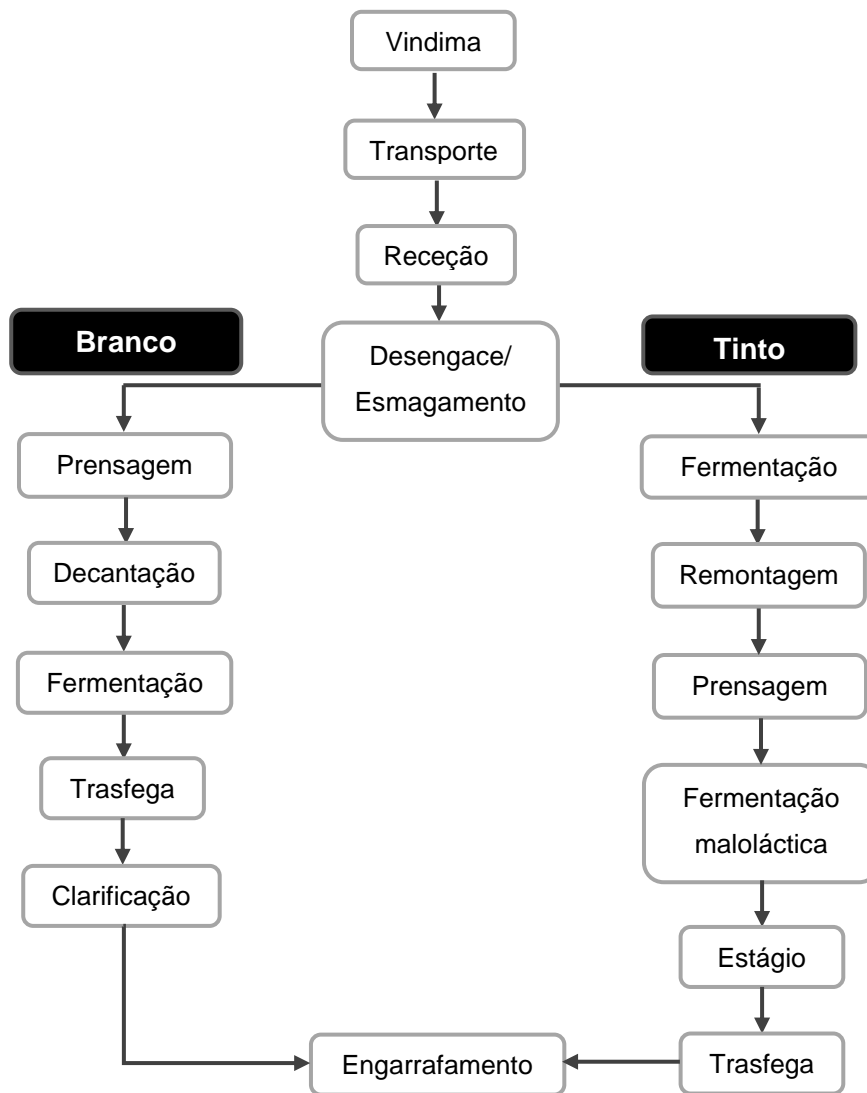 Vindima
Transporte
Receção
Branco
Desengace/
Esmagamento
Tinto
Prensagem
Decantação
Fermentação
Trasfega
Clarificação
Fermentação
Remontagem
Prensagem
Fermentação
maloláctica
Estágio
Trasfega
Engarrafamento